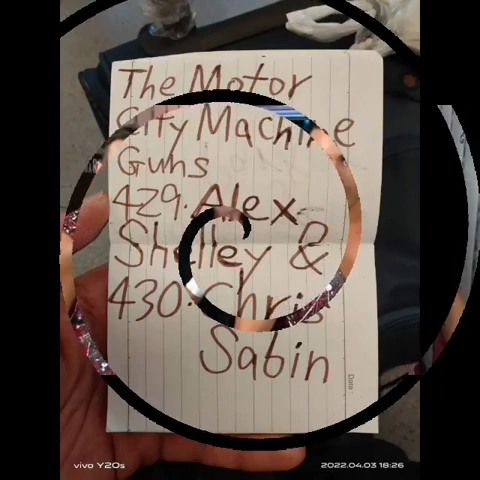 The Motor
City Machine
Guns
429. Alex
Shelley &
430. Chris
Sabin
Date
vivo Y20s
2022.04.03 18:26